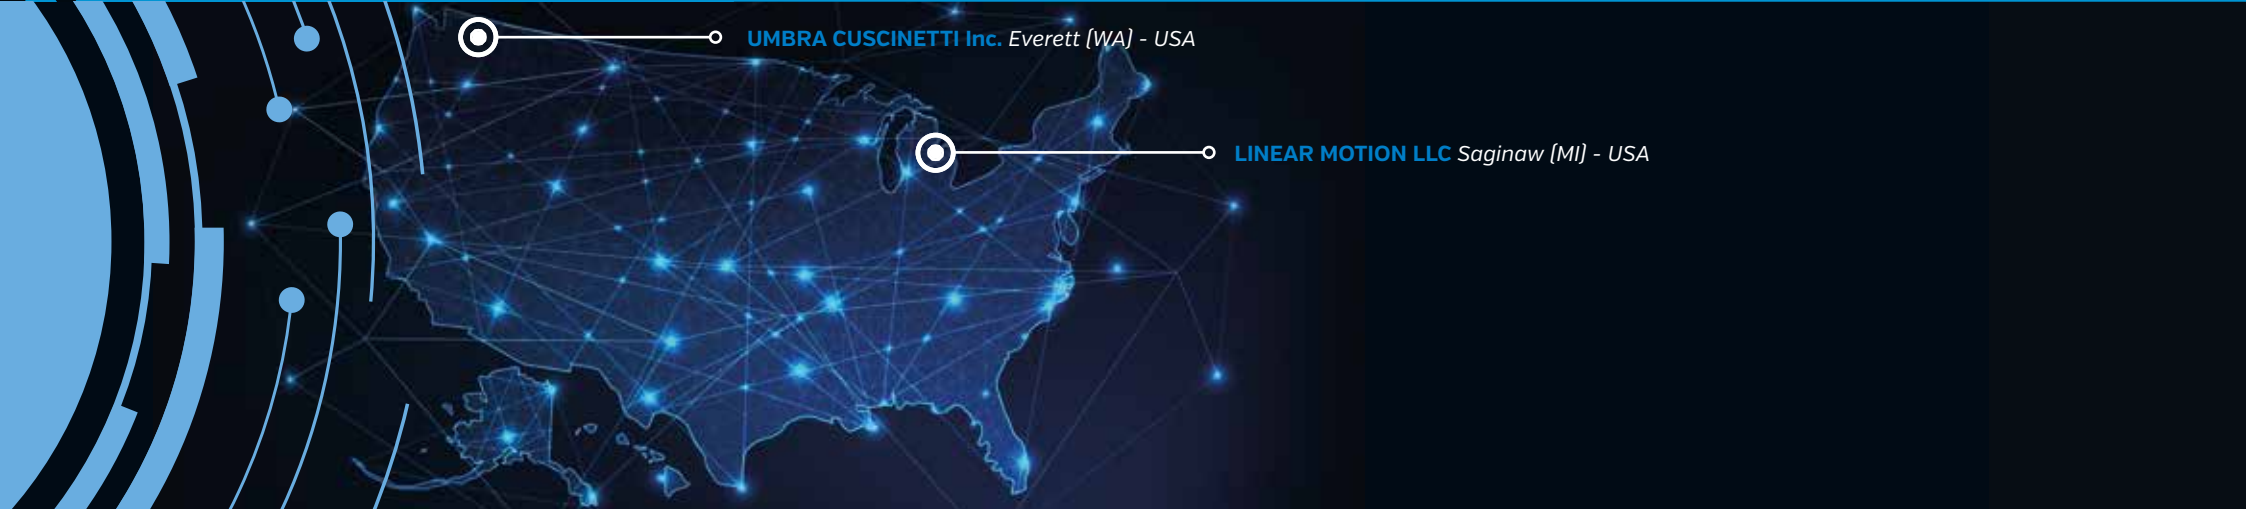 UMBRA CUSCINETTI Inc. Everett (WA) - USA
LINEAR MOTION LLC Saginaw (MI) - USA